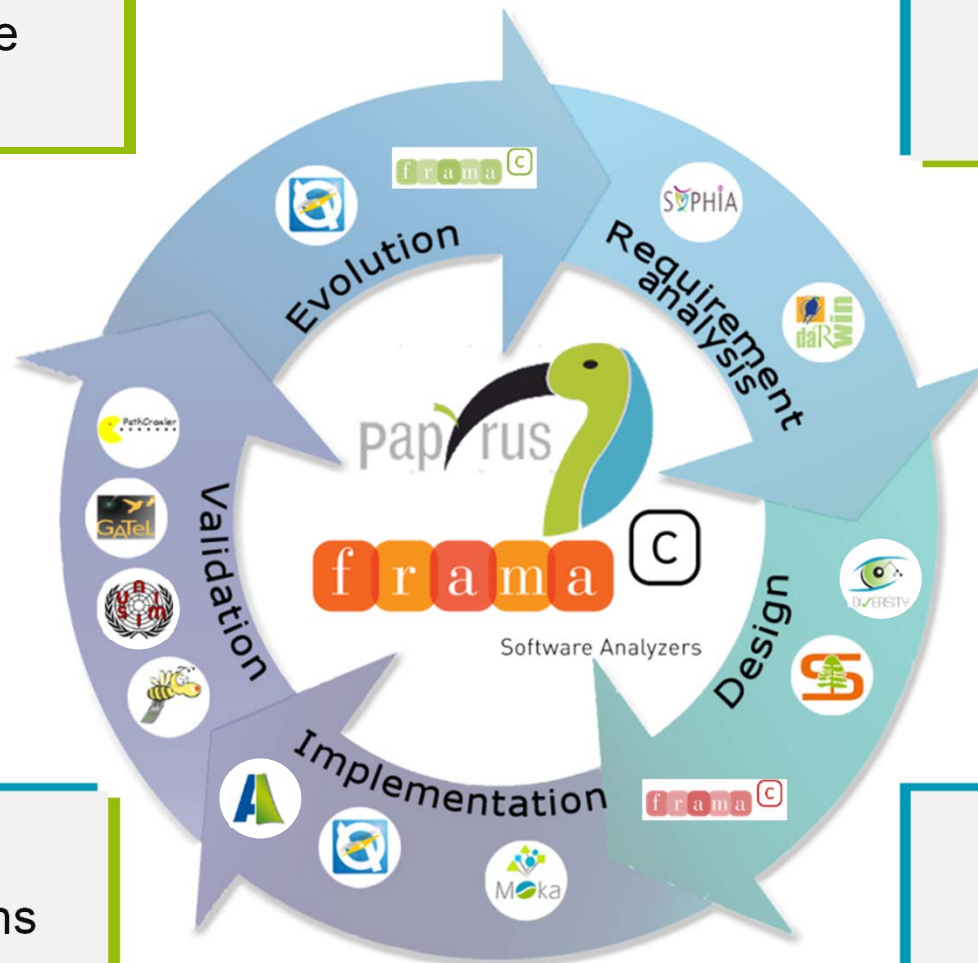 e
frama C
SOPHIA
Evolution
Requirement
analysis
daRwin
PathCrawler
papyrus
GATeL
Validation
frama C
Software Analyzers
DIVERSITY
unisim
Design
S
Implementation
frama C
Moka
ns